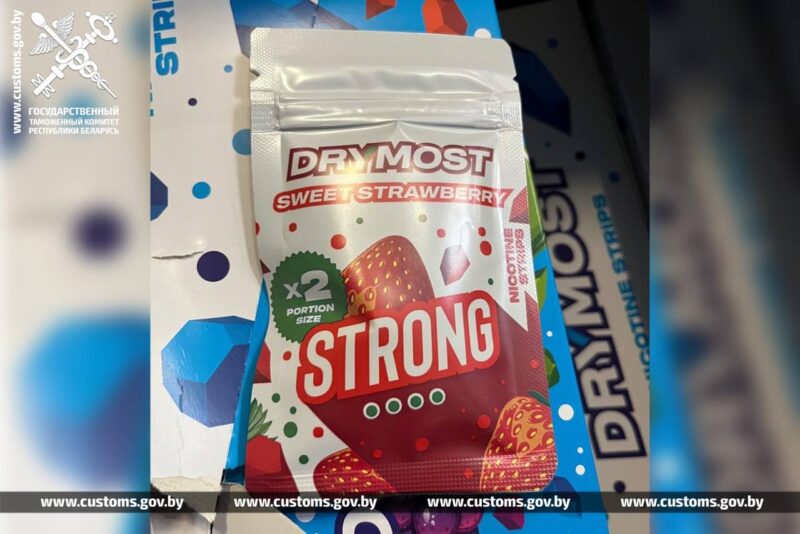 www.customs.gov.by
ГОСУДАРСТВЕННЫЙ
ТАМОЖЕННЫЙ КОМИТЕТ
РЕСПУБЛИКИ БЕЛАРУСЬ
STRIPS
DRYMOST
SWEET STRAWBERRY
NICOTINE
STRIPS
x2
PORTION
SIZE
STRONG
DRYMOST
NICOTINE STRIPS
www.customs.gov.by
www.customs.gov.by
www.customs.gov.by
www.customs.gov.by